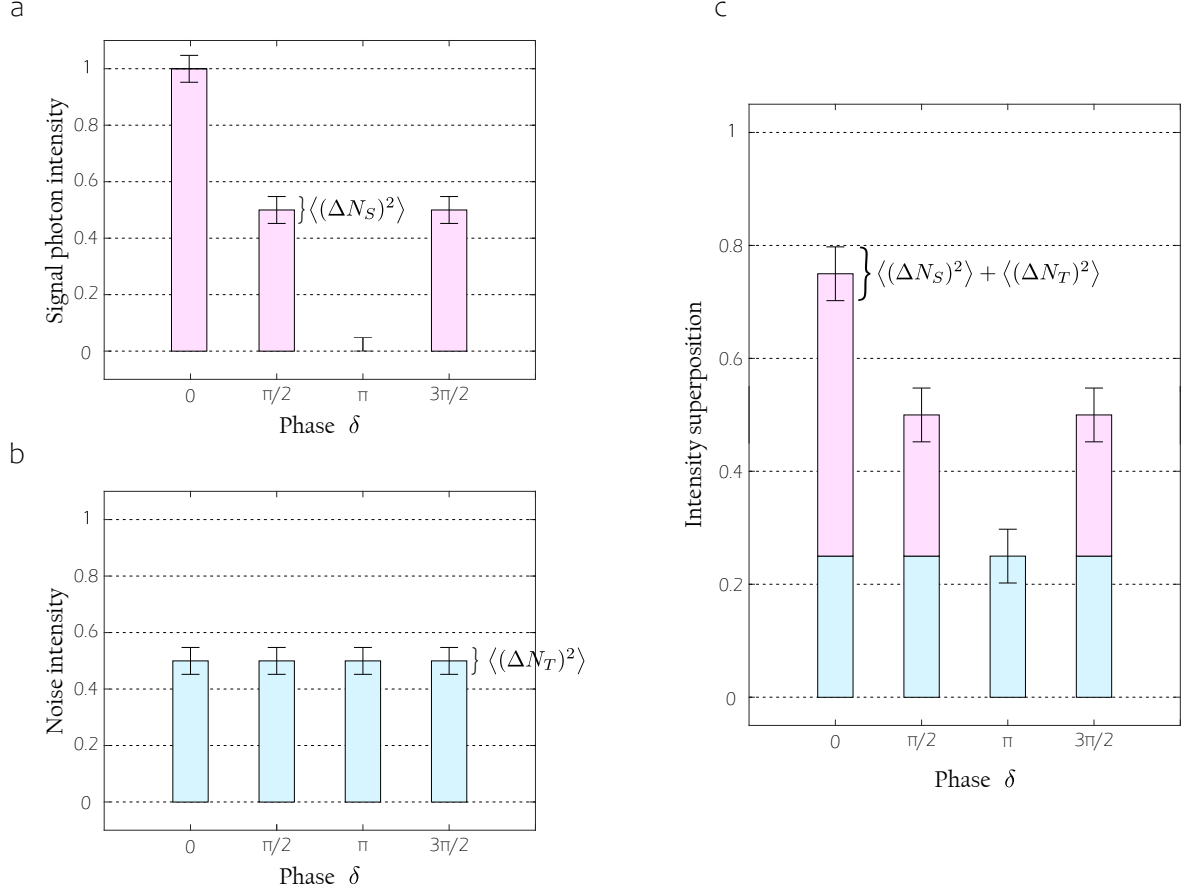 a
Signal photon intensity
1
0.8
0.6
0.4
0.2
0
⟨(ΔN_S)²⟩
0 π/2 π 3π/2
Phase δ
b
Noise intensity
1
0.8
0.6
0.4
0.2
0
⟨(ΔN_T)²⟩
0 π/2 π 3π/2
Phase δ
c
Intensity superposition
1
0.8
0.6
0.4
0.2
0
⟨(ΔN_S)²⟩ + ⟨(ΔN_T)²⟩
0 π/2 π 3π/2
Phase δ